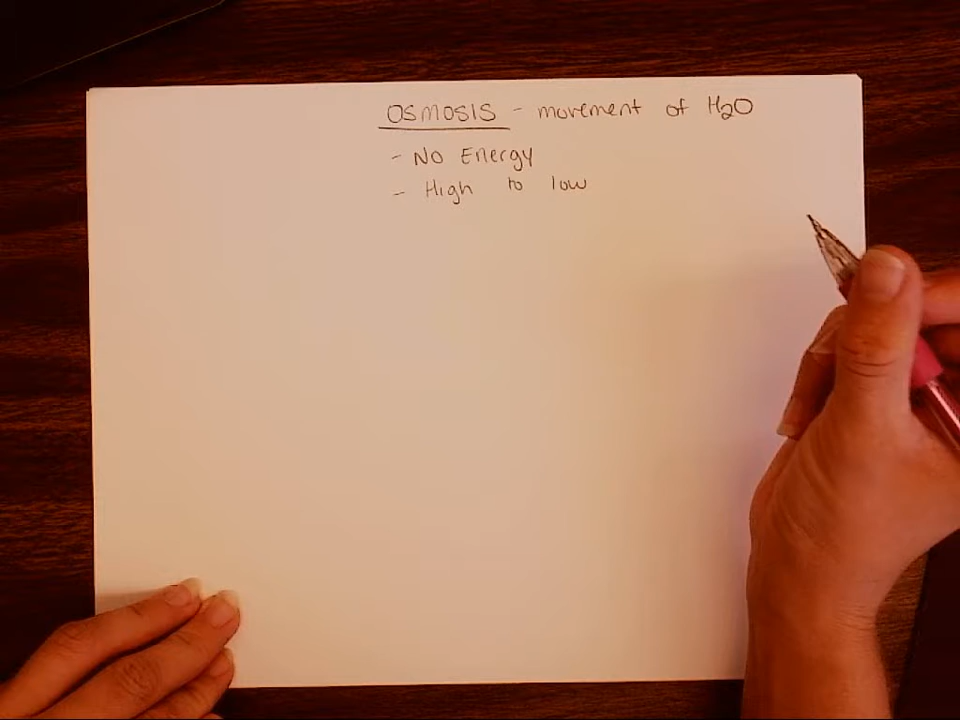 OSMOSIS - movement of H₂O
- No Energy
- High to low